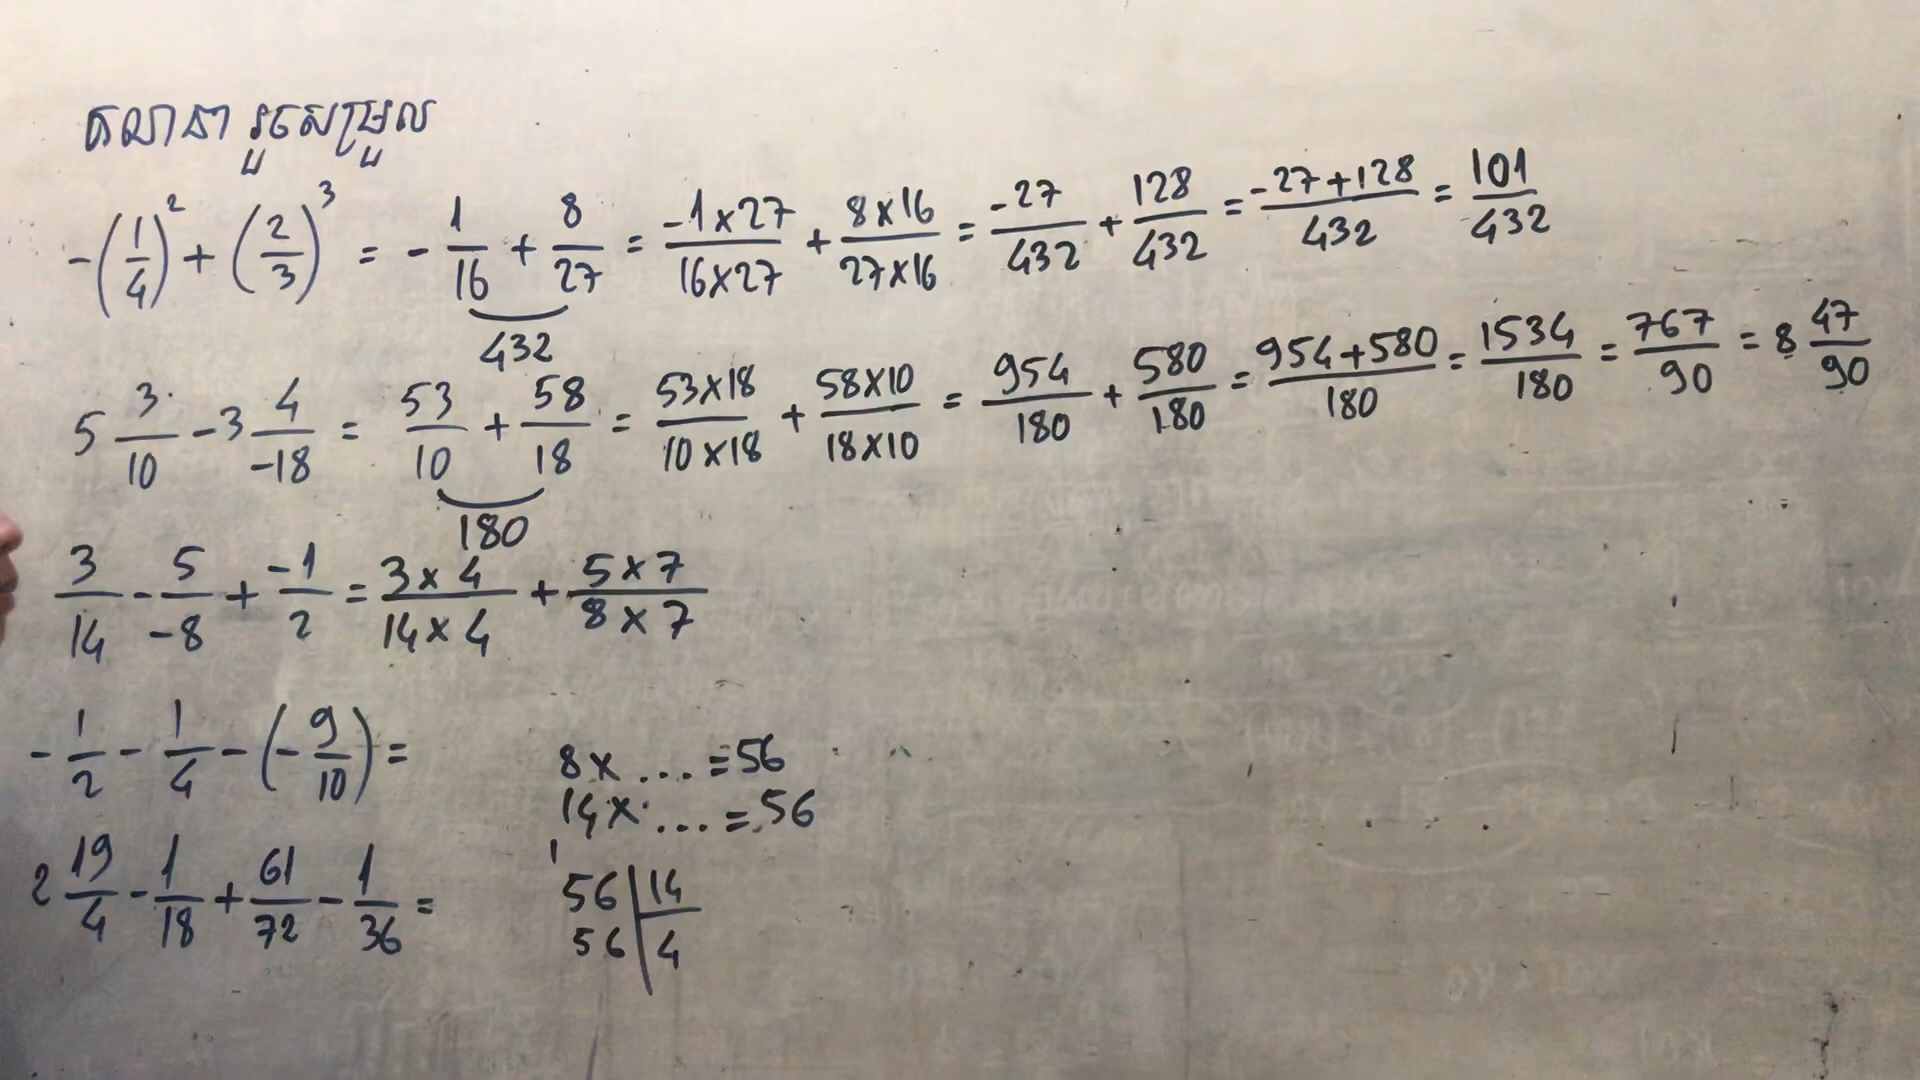 គណនា រួចសម្រួល
-(1/4)² + (2/3)³ = - 1/16 + 8/27 = -1×27/16×27 + 8×16/27×16 = -27/432 + 128/432 = -27+128/432 = 101/432
432
5 3/10 - 3 4/-18 = 53/10 + 58/18 = 53×18/10×18 + 58×10/18×10 = 954/180 + 580/180 = 954+580/180 = 1534/180 = 767/90 = 8 47/90
180
3/14 - 5/-8 + -1/2 = 3×4/14×4 + 5×7/8×7
- 1/2 - 1/4 - (- 9/10) =
8× ... = 56
14× ... = 56
2 19/4 - 1/18 + 61/72 - 1/36 =
56 | 14
56 | 4